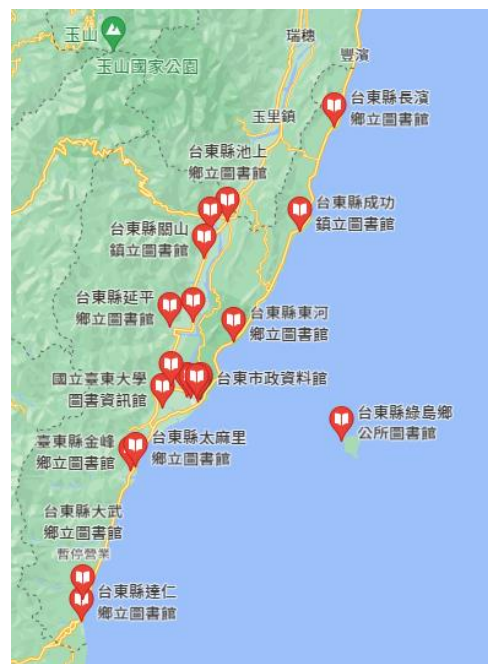 玉山
玉山國家公園
瑞穗
豐濱
玉里鎮
台東縣長濱
鄉立圖書館
台東縣池上
鄉立圖書館
台東縣成功
鎮立圖書館
台東縣關山
鎮立圖書館
台東縣延平
鄉立圖書館
台東縣東河
鄉立圖書館
國立臺東大學
圖書資訊館
台東市政資料館
台東縣綠島鄉
公所圖書館
臺東縣金峰
鄉立圖書館
台東縣太麻里
鄉立圖書館
台東縣大武
鄉立圖書館
暫停營業
台東縣達仁
鄉立圖書館